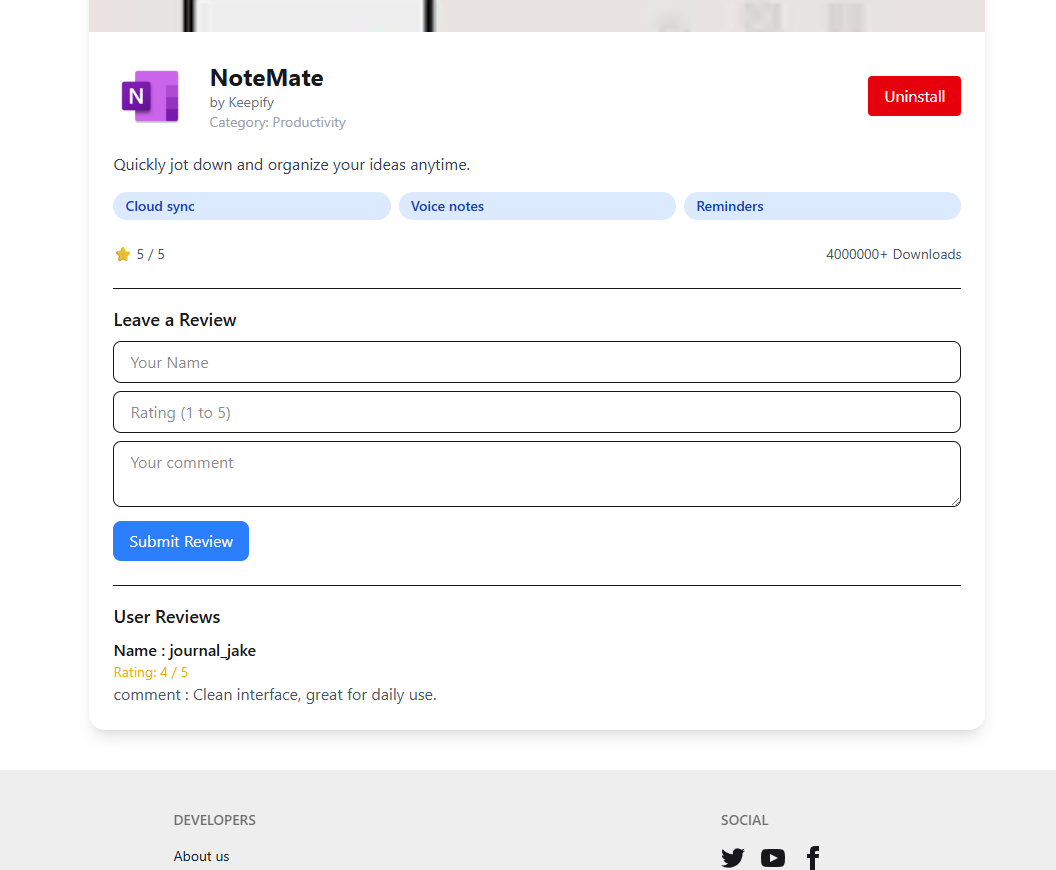 N
NoteMate
by Keepify
Category: Productivity
Uninstall
Quickly jot down and organize your ideas anytime.
Cloud sync
Voice notes
Reminders
5 / 5
4000000+ Downloads
Leave a Review
Your Name
Rating (1 to 5)
Your comment
Submit Review
User Reviews
Name : journal_jake
Rating: 4 / 5
comment : Clean interface, great for daily use.
DEVELOPERS
SOCIAL
About us